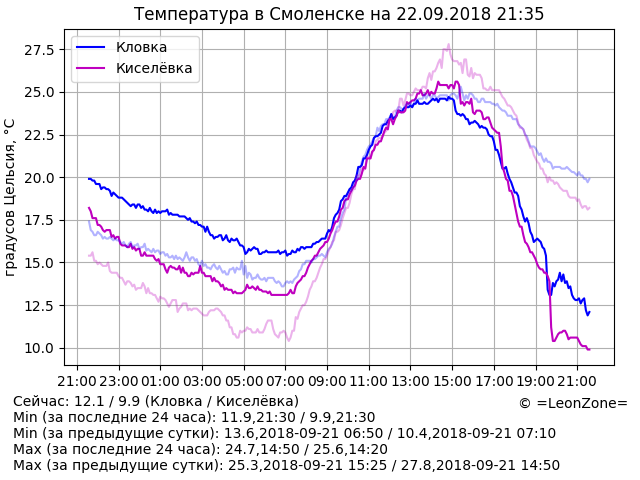 Температура в Смоленске на 22.09.2018 21:35
Кловка
Киселёвка
градусов Цельсия, °C
27.5
25.0
22.5
20.0
17.5
15.0
12.5
10.0
21:00 23:00 01:00 03:00 05:00 07:00 09:00 11:00 13:00 15:00 17:00 19:00 21:00
Сейчас: 12.1 / 9.9 (Кловка / Киселёвка)
© =LeonZone=
Min (за последние 24 часа): 11.9,21:30 / 9.9,21:30
Min (за предыдущие сутки): 13.6,2018-09-21 06:50 / 10.4,2018-09-21 07:10
Max (за последние 24 часа): 24.7,14:50 / 25.6,14:20
Max (за предыдущие сутки): 25.3,2018-09-21 15:25 / 27.8,2018-09-21 14:50